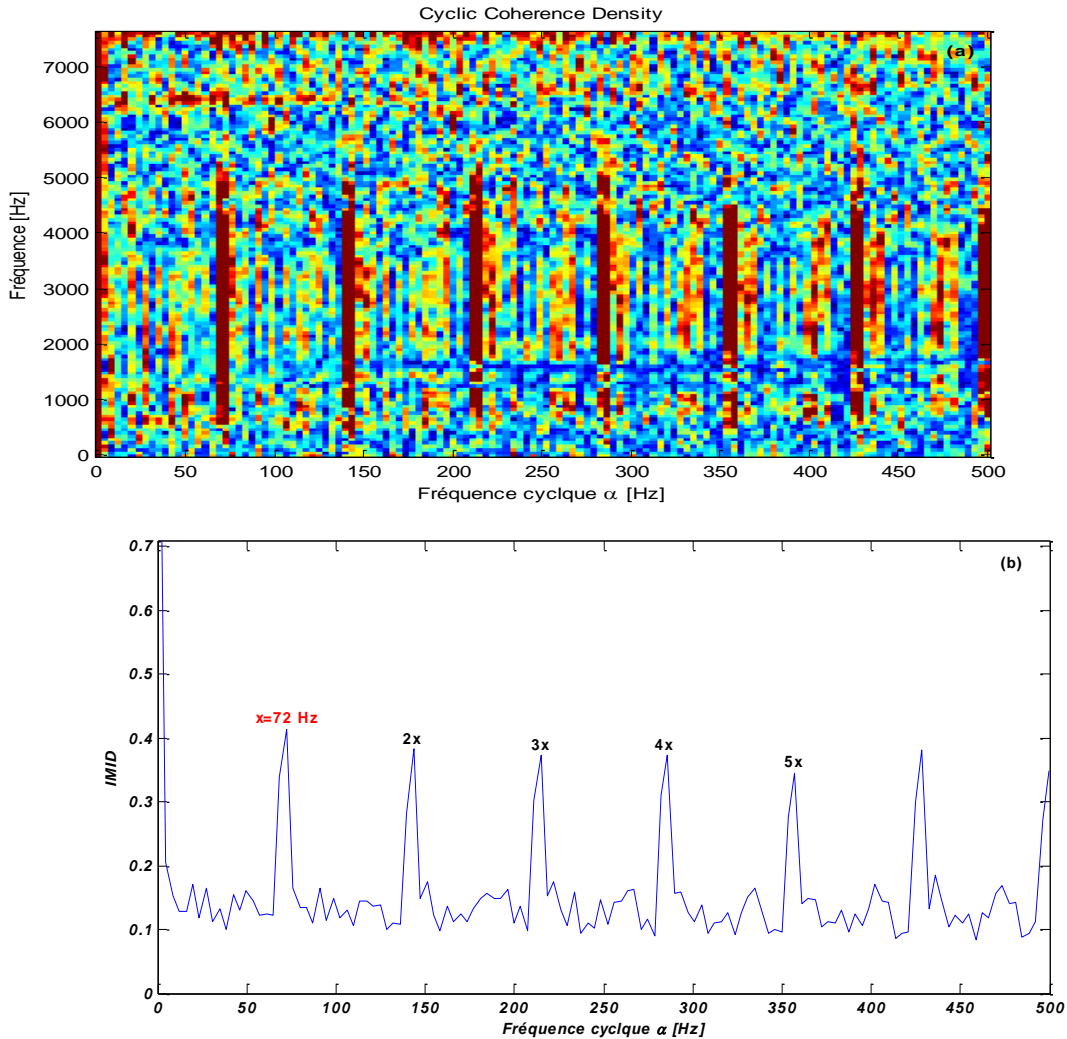 Cyclic Coherence Density
(a)
7000
6000
5000
4000
3000
2000
1000
0
Fréquence [Hz]
0 50 100 150 200 250 300 350 400 450 500
Fréquence cyclque α [Hz]
(b)
0.7
0.6
0.5
0.4
0.3
0.2
0.1
0
IMID
x=72 Hz
2x
3x
4x
5x
0 50 100 150 200 250 300 350 400 450 500
Fréquence cyclque α [Hz]